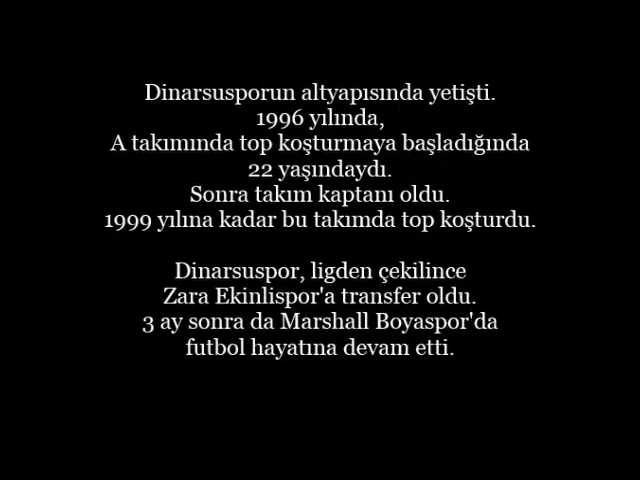 Dinarsusporun altyapısında yetişti.
1996 yılında,
A takımında top koşturmaya başladığında
22 yaşındaydı.
Sonra takım kaptanı oldu.
1999 yılına kadar bu takımda top koşturdu.
Dinarsuspor, ligden çekilince
Zara Ekinlispor'a transfer oldu.
3 ay sonra da Marshall Boyaspor'da
futbol hayatına devam etti.